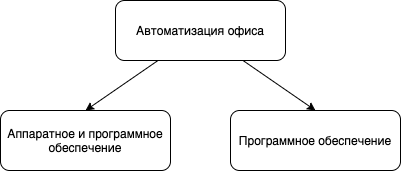 Автоматизация офиса
Аппаратное и программное
обеспечение
Программное обеспечение